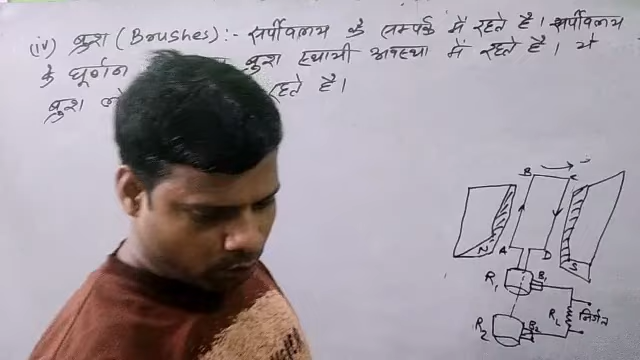 (iv) ब्रुश (Brushes):- सर्पीवलय के सम्पर्क में रहते है। सर्पीवलय
के घूर्णन ब्रुश स्थायी अवस्था में रहते है। ये
ब्रुश रहते है।
B C
N A D S
R1 B1
RL निर्गत
R2 B2